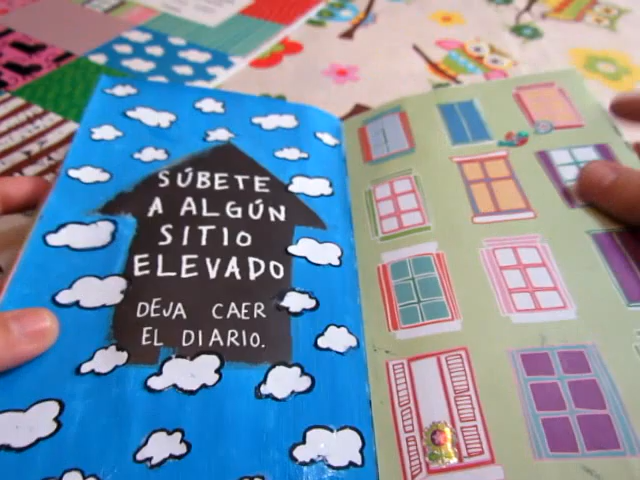 SÚBETE
A ALGÚN
SITIO
ELEVADO
DEJA CAER
EL DIARIO.